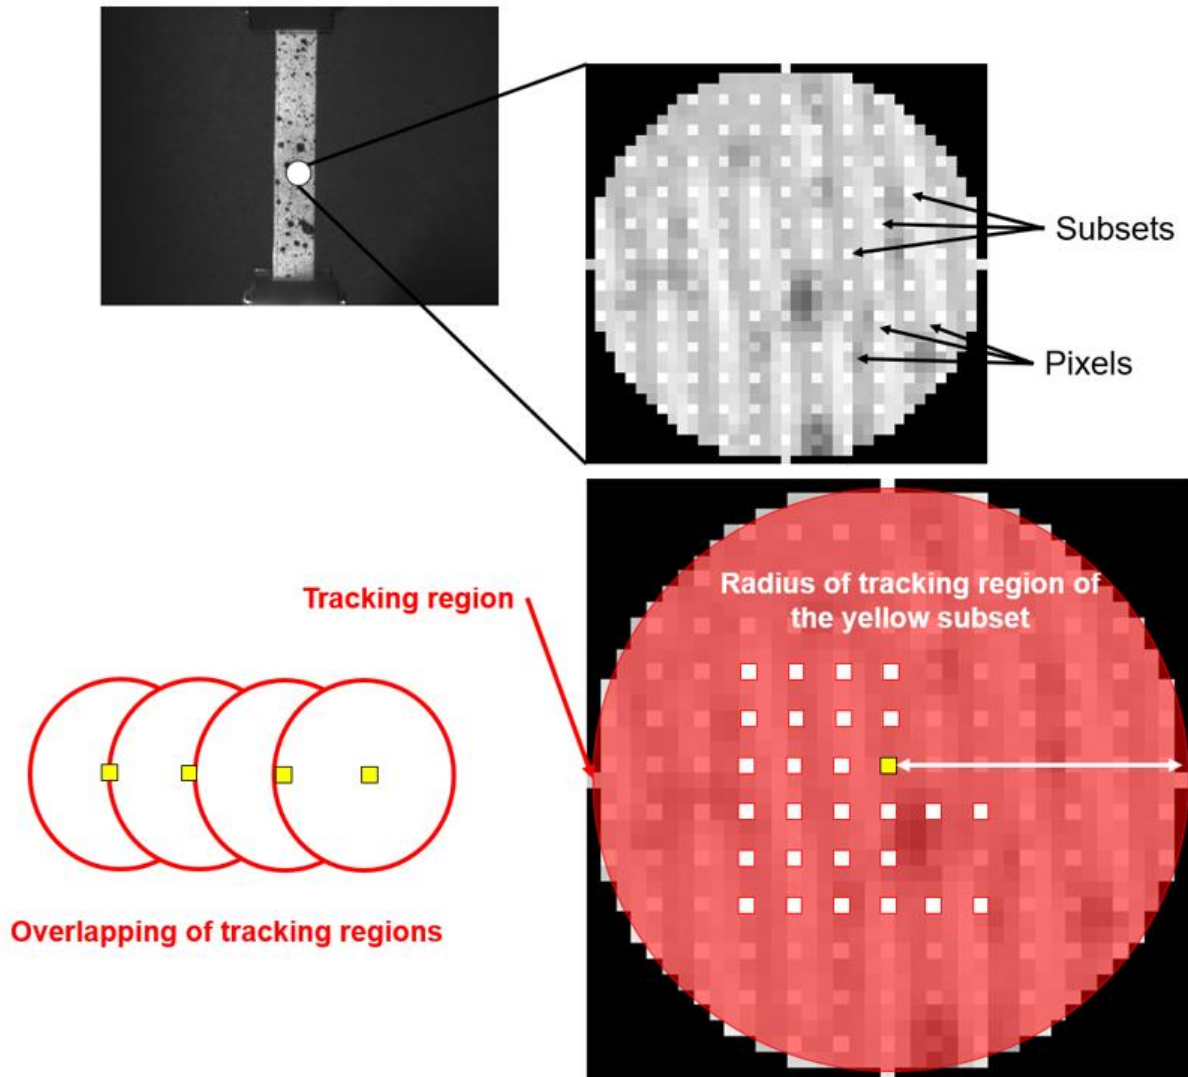 Subsets
Pixels
Radius of tracking region of
the yellow subset
Tracking region
Overlapping of tracking regions